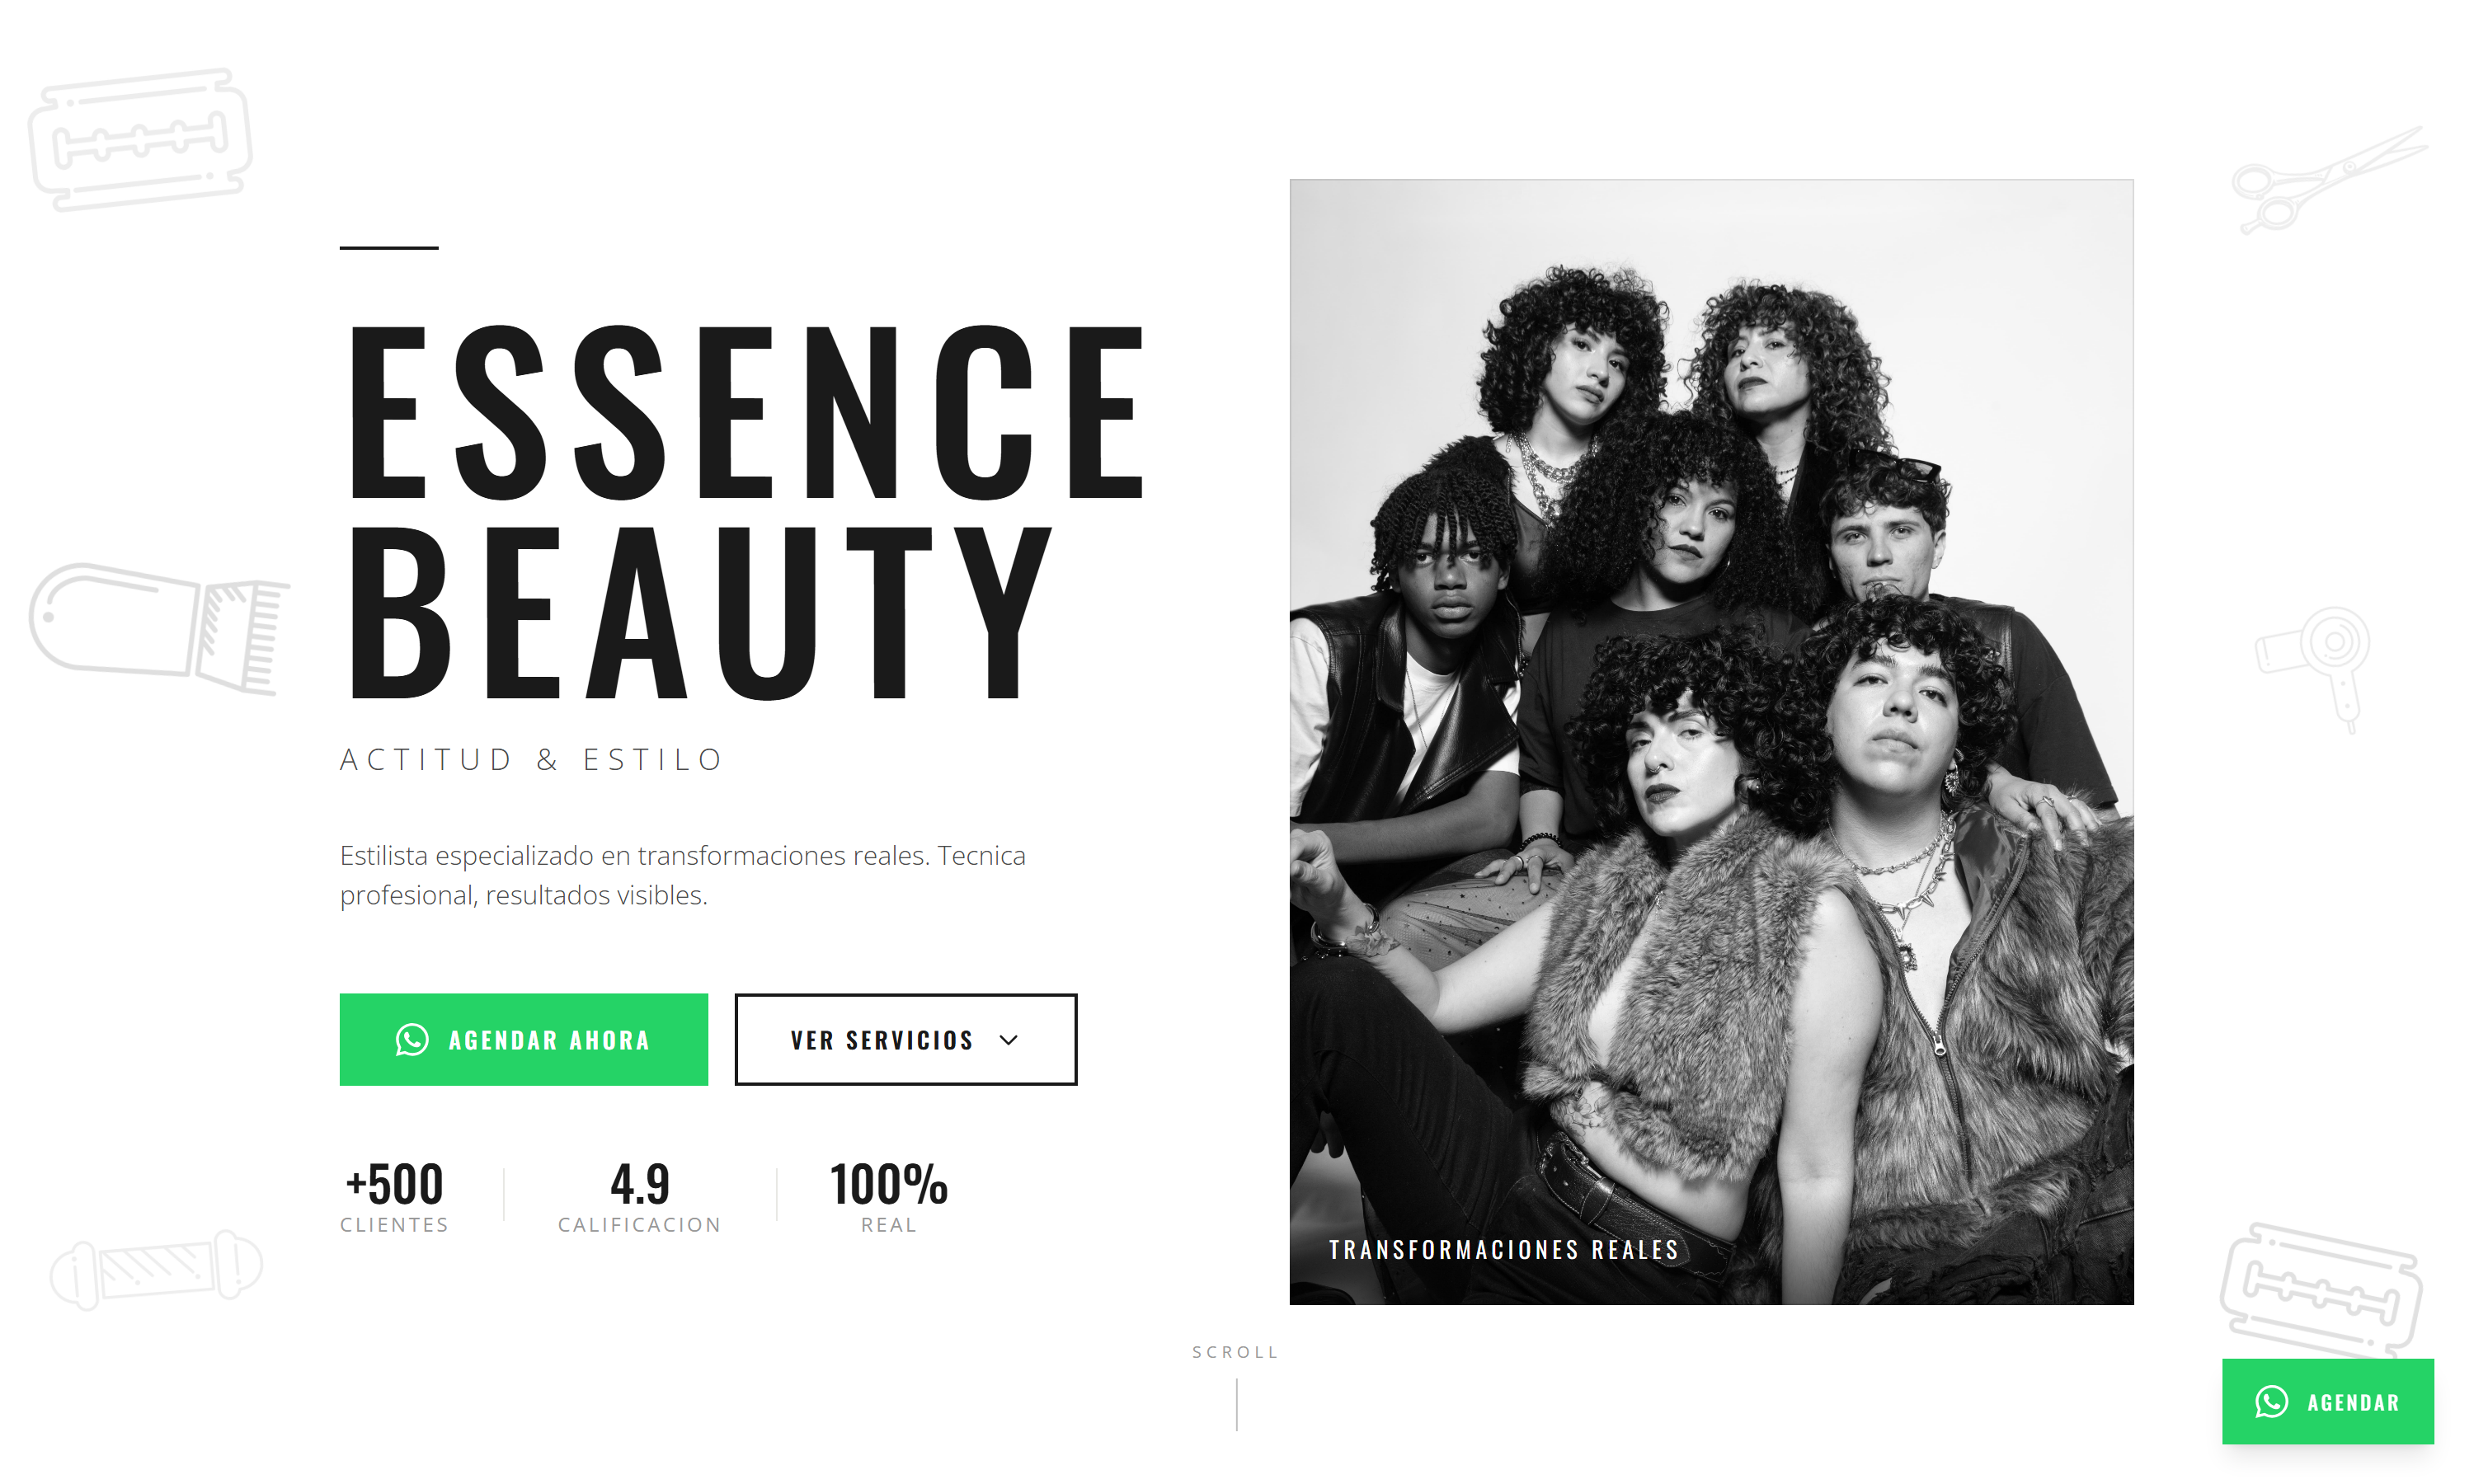 ESSENCE
BEAUTY
ACTITUD & ESTILO
Estilista especializado en transformaciones reales. Tecnica
profesional, resultados visibles.
AGENDAR AHORA
VER SERVICIOS
+500
CLIENTES
4.9
CALIFICACION
100%
REAL
TRANSFORMACIONES REALES
SCROLL
AGENDAR